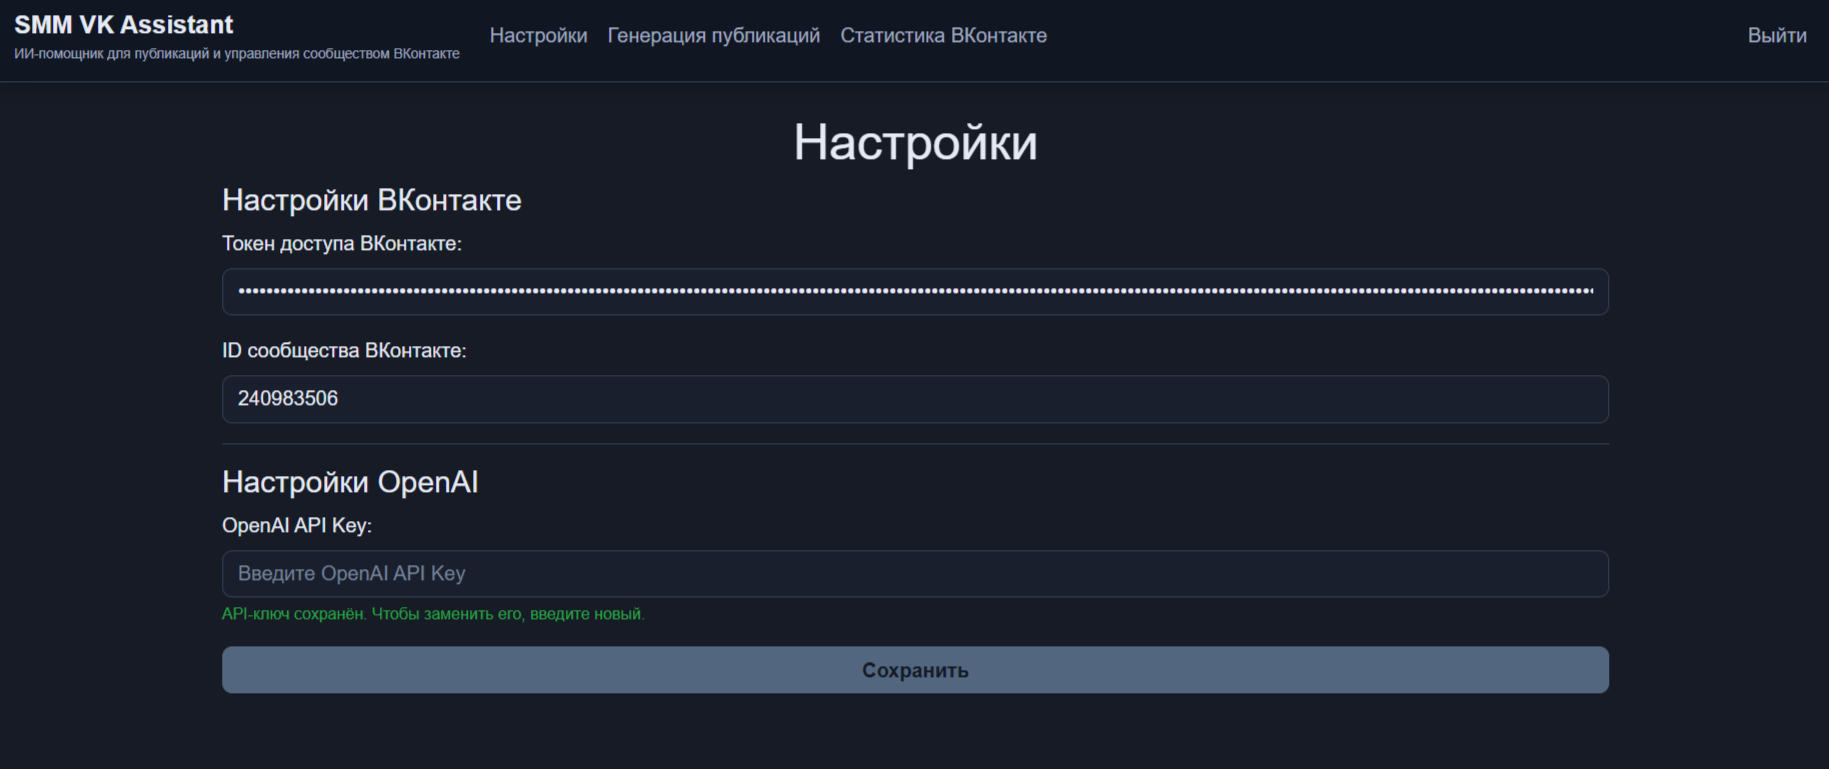 SMM VK Assistant
ИИ-помощник для публикаций и управления сообществом ВКонтакте
Настройки
Генерация публикаций
Статистика ВКонтакте
Выйти
Настройки
Настройки ВКонтакте
Токен доступа ВКонтакте:
ID сообщества ВКонтакте:
240983506
Настройки OpenAI
OpenAI API Key:
Введите OpenAI API Key
API-ключ сохранён. Чтобы заменить его, введите новый.
Сохранить